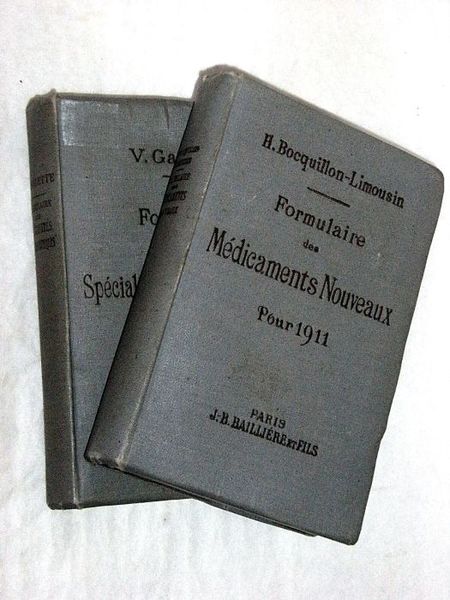 H. Bocquillon-Limousin
Formulaire
des
Médicaments Nouveaux
Pour 1911
PARIS
J.-B. BAILLIÈRE ET FILS
V. Ga
Fo
Spécial